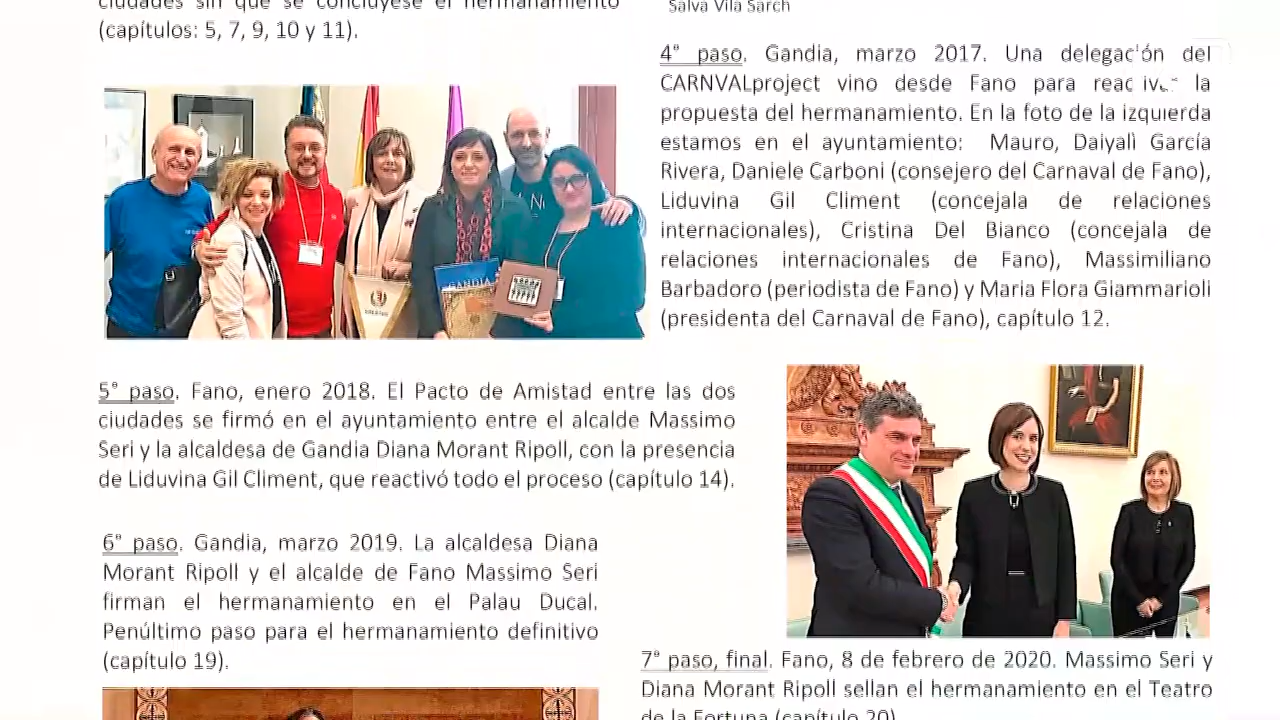 ciudades sin que se concluyese el hermanamiento
(capítulos: 5, 7, 9, 10 y 11).
Salva Vila Sarch
4° paso. Gandia, marzo 2017. Una delegación del
CARNVALproject vino desde Fano para la
propuesta del hermanamiento. En la foto de la izquierda
estamos en el ayuntamiento: Mauro, Daiyalì García
Rivera, Daniele Carboni (consejero del Carnaval de Fano),
Liduvina Gil Climent (concejala de relaciones
internacionales), Cristina Del Bianco (concejala de
relaciones internacionales de Fano), Massimiliano
Barbadoro (periodista de Fano) y Maria Flora Giammarioli
(presidenta del Carnaval de Fano), capítulo 12.
GANDIA
5° paso. Fano, enero 2018. El Pacto de Amistad entre las dos
ciudades se firmó en el ayuntamiento entre el alcalde Massimo
Seri y la alcaldesa de Gandia Diana Morant Ripoll, con la presencia
de Liduvina Gil Climent, que reactivó todo el proceso (capítulo 14).
6° paso. Gandia, marzo 2019. La alcaldesa Diana
Morant Ripoll y el alcalde de Fano Massimo Seri
firman el hermanamiento en el Palau Ducal.
Penúltimo paso para el hermanamiento definitivo
(capítulo 19).
7° paso, final. Fano, 8 de febrero de 2020. Massimo Seri y
Diana Morant Ripoll sellan el hermanamiento en el Teatro
de la Fortuna (capítulo 20)